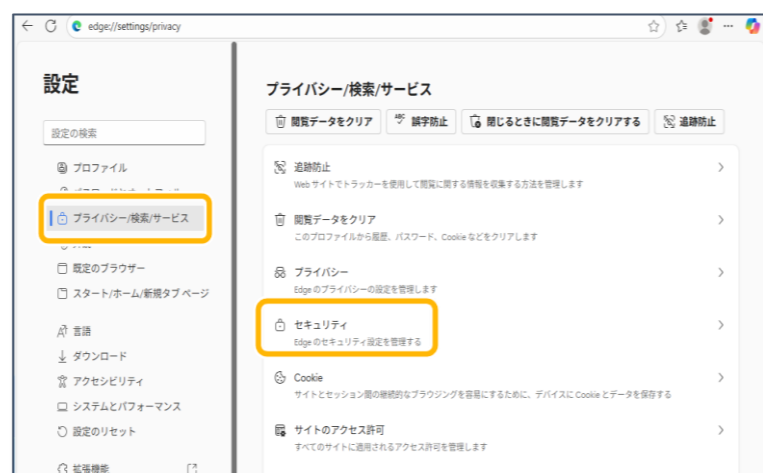 edge://settings/privacy
設定
設定の検索
プロファイル
プライバシー/検索/サービス
既定のブラウザー
スタート/ホーム/新規タブ ページ
言語
ダウンロード
アクセシビリティ
システムとパフォーマンス
設定のリセット
拡張機能
プライバシー/検索/サービス
閲覧データをクリア
ABC 誤字防止
閉じるときに閲覧データをクリアする
追跡防止
追跡防止
Web サイトでトラッカーを使用して閲覧に関する情報を収集する方法を管理します
閲覧データをクリア
このプロファイルから履歴、パスワード、Cookie などをクリアします
プライバシー
Edge のプライバシーの設定を管理します
セキュリティ
Edge のセキュリティ設定を管理する
Cookie
サイトとセッション間の継続的なブラウジングを容易にするために、デバイスに Cookie とデータを保存する
サイトのアクセス許可
すべてのサイトに適用されるアクセス許可を管理します